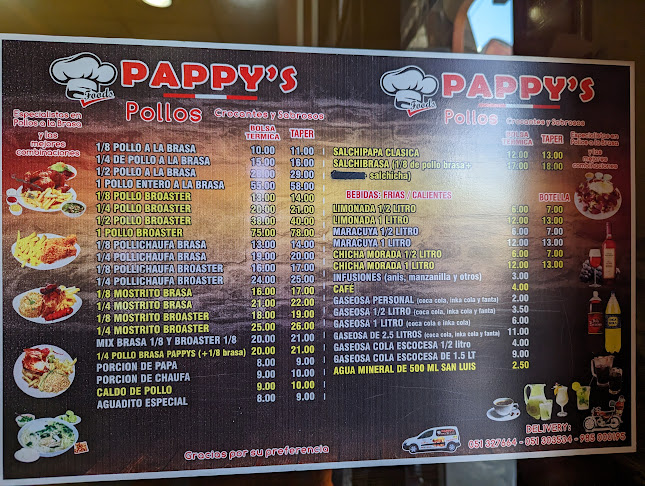 Foods
PAPPY'S
Pollos Crocantes y Sabrosos
Especialistas en
Pollos a la Brasa
y las
mejores
combinaciones
BOLSA TERMICA TAPER
1/8 POLLO A LA BRASA 10.00 11.00
1/4 DE POLLO A LA BRASA 15.00 16.00
1/2 POLLO A LA BRASA 29.00
1 POLLO ENTERO A LA BRASA 55.00 58.00
1/8 POLLO BROASTER 13.00 14.00
1/4 POLLO BROASTER 20.00 21.00
1/2 POLLO BROASTER 38.00 40.00
1 POLLO BROASTER 75.00 78.00
1/8 POLLICHAUFA BRASA 13.00 14.00
1/4 POLLICHAUFA BRASA 19.00 20.00
1/8 POLLICHAUFA BROASTER 16.00 17.00
1/4 POLLICHAUFA BROASTER 24.00 25.00
1/8 MOSTRITO BRASA 16.00 17.00
1/4 MOSTRITO BRASA 21.00 22.00
1/8 MOSTRITO BROASTER 18.00 19.00
1/4 MOSTRITO BROASTER 25.00 26.00
MIX BRASA 1/8 Y BROASTER 1/8 20.00 21.00
1/4 POLLO BRASA PAPPYS (+1/8 brasa) 20.00 21.00
PORCION DE PAPA 8.00 9.00
PORCION DE CHAUFA 9.00 10.00
CALDO DE POLLO 9.00 10.00
AGUADITO ESPECIAL 8.00 9.00
Gracias por su preferencia
Foods
PAPPY'S
Pollos Crocantes y Sabrosos
BOLSA TERMICA TAPER
Especialistas en
Pollos a la Brasa
y las
mejores
combinaciones
SALCHIPAPA CLASICA 12.00 13.00
SALCHIBRASA (1/8 de pollo brasa+ 17.00 18.00
salchicha)
BEBIDAS: FRIAS / CALIENTES BOTELLA
LIMONADA 1/2 LITRO 6.00 7.00
LIMONADA 1 LITRO 12.00 13.00
MARACUYA 1/2 LITRO 6.00 7.00
MARACUYA 1 LITRO 12.00 13.00
CHICHA MORADA 1/2 LITRO 6.00 7.00
CHICHA MORADA 1 LITRO 12.00 13.00
INFUSIONES (anis, manzanilla y otros) 3.00
CAFÉ 4.00
GASEOSA PERSONAL (coca cola, inka cola y fanta) 2.00
GASEOSA 1/2 LITRO (coca cola, inka cola y fanta) 3.50
GASEOSA 1 LITRO (coca cola e inka cola) 6.00
GASEOSA DE 2.5 LITROS (coca cola, inka cola y fanta) 11.00
GASEOSA COLA ESCOCESA 1/2 litro 4.00
GASEOSA COLA ESCOCESA DE 1.5 LT 9.00
AGUA MINERAL DE 500 ML SAN LUIS 2.50
PAPPY'S
DELIVERY:
051 327664 - 051 303534 - 985 800195